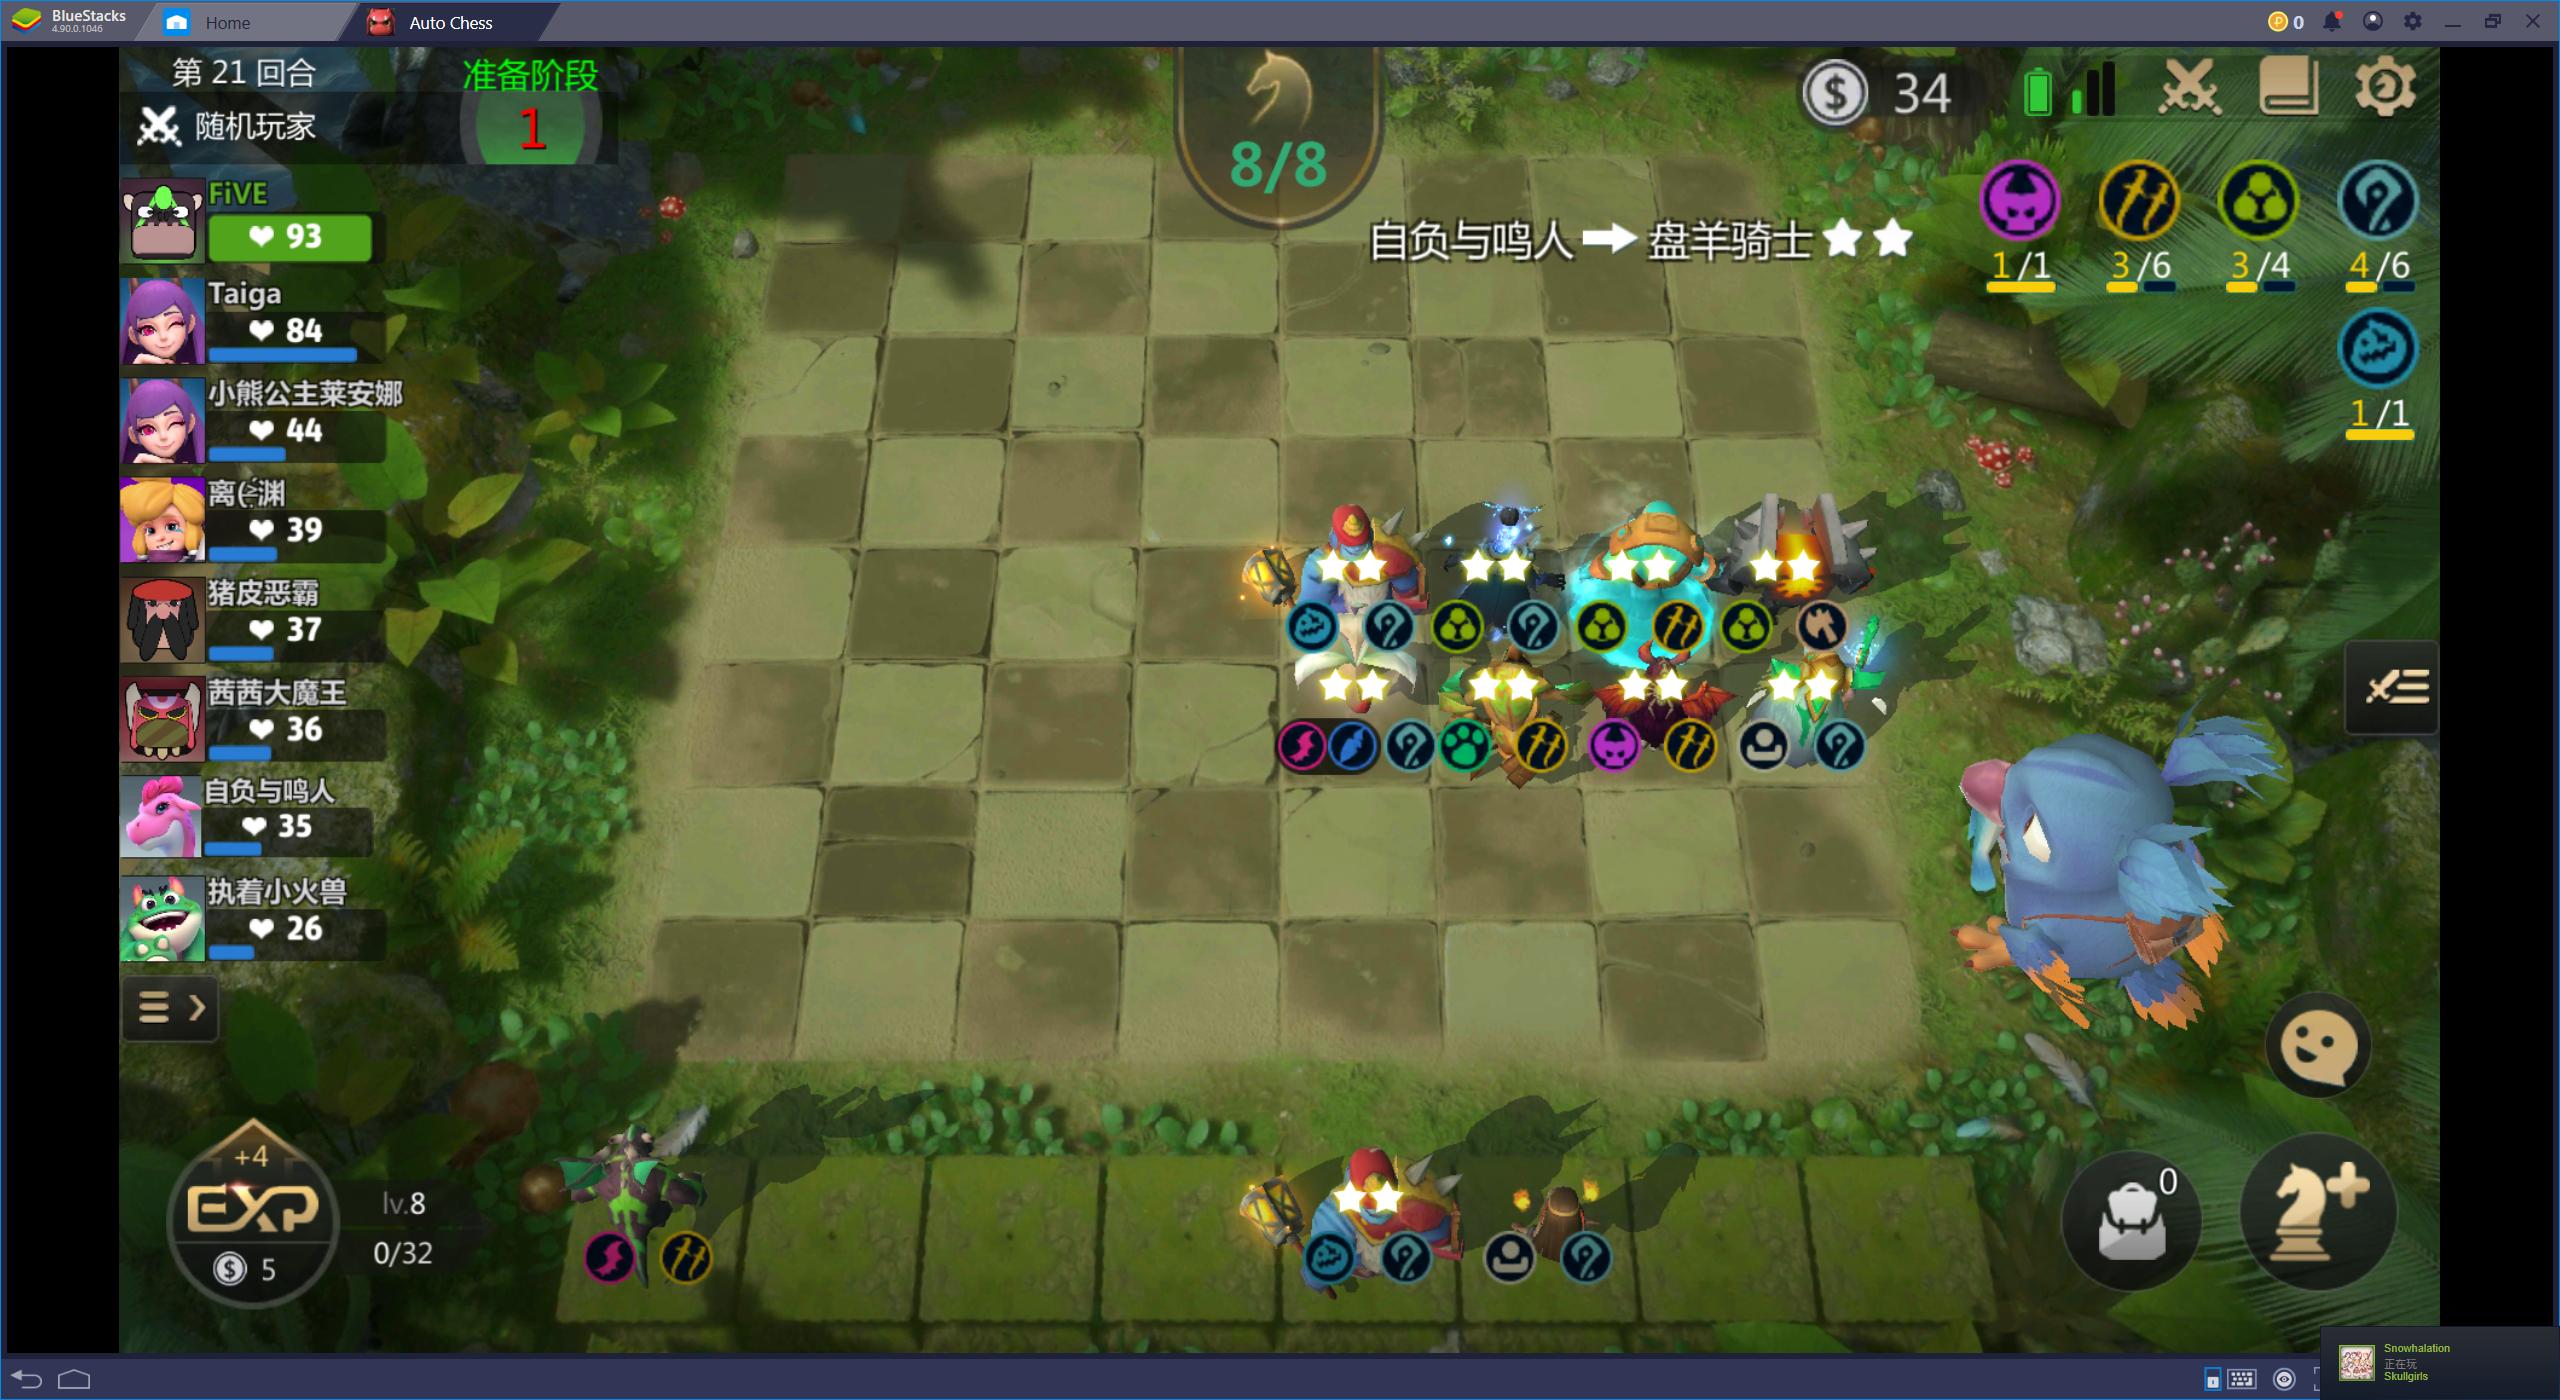 BlueStacks
4.90.0.1046
Home
Auto Chess
0
第 21 回合
准备阶段
随机玩家
1
8/8
34
自负与鸣人 盘羊骑士
1/1
3/6
3/4
4/6
1/1
FiVE
93
Taiga
84
小熊公主莱安娜
44
39
猪皮恶霸
37
茜茜大魔王
36
自负与鸣人
35
执着小火兽
26
+4
EXP
5
lv.8
0/32
0
Snowhalation
正在玩
Skullgirls